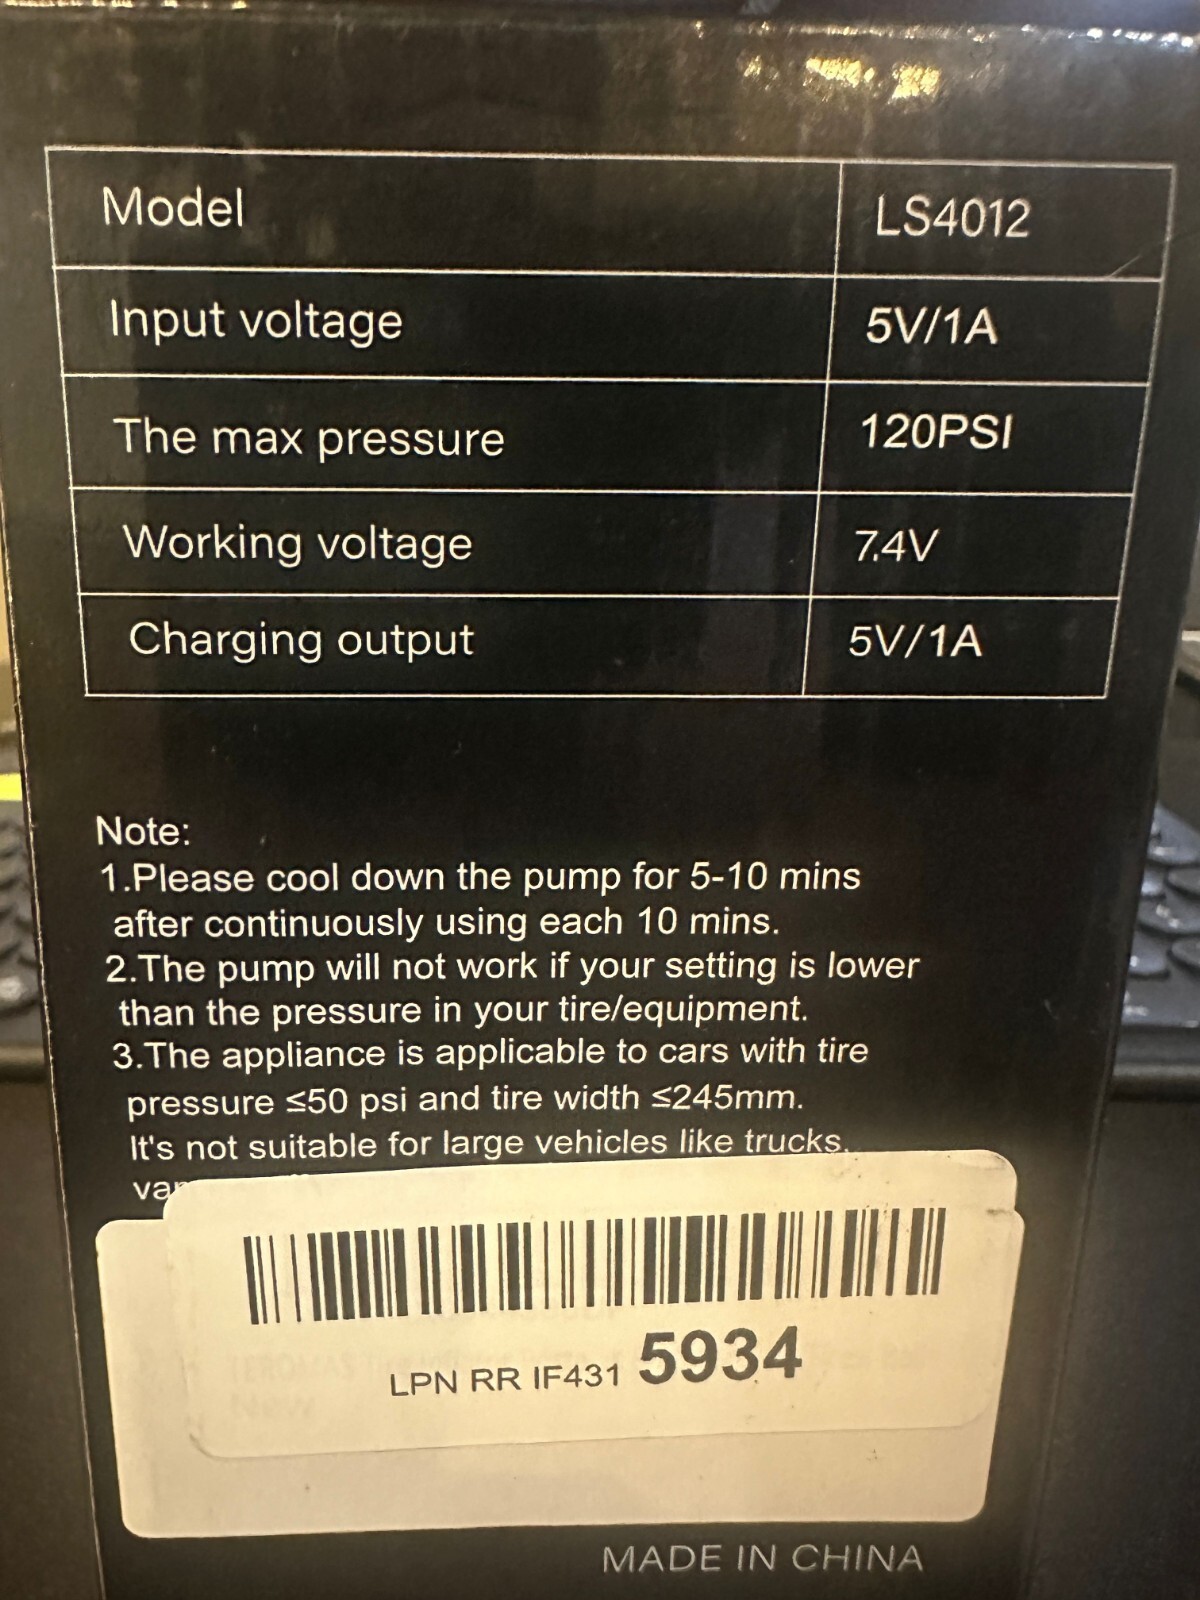 Model LS4012
Input voltage 5V/1A
The max pressure 120PSI
Working voltage 7.4V
Charging output 5V/1A
Note:
1.Please cool down the pump for 5-10 mins
after continuously using each 10 mins.
2.The pump will not work if your setting is lower
than the pressure in your tire/equipment.
3.The appliance is applicable to cars with tire
pressure ≤50 psi and tire width ≤245mm.
It's not suitable for large vehicles like trucks,
LPN RR IF431 5934
MADE IN CHINA